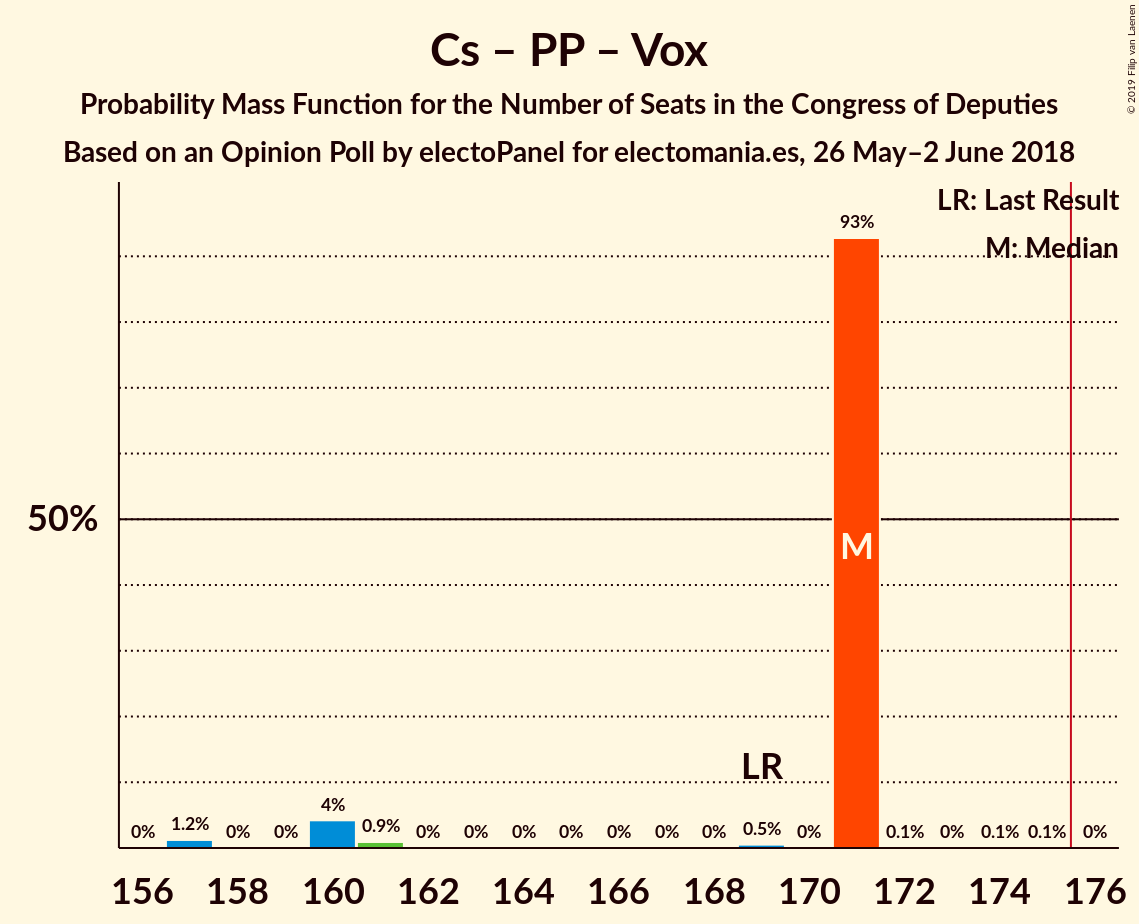 Cs – PP – Vox
Probability Mass Function for the Number of Seats in the Congress of Deputies
Based on an Opinion Poll by electoPanel for electomania.es, 26 May–2 June 2018
© 2019 Filip van Laenen
LR: Last Result
M: Median
93%
50%
M
LR
0% 1.2% 0% 0% 4% 0.9% 0% 0% 0% 0% 0% 0% 0% 0.5% 0% 0.1% 0% 0.1% 0.1% 0%
156 158 160 162 164 166 168 170 172 174 176